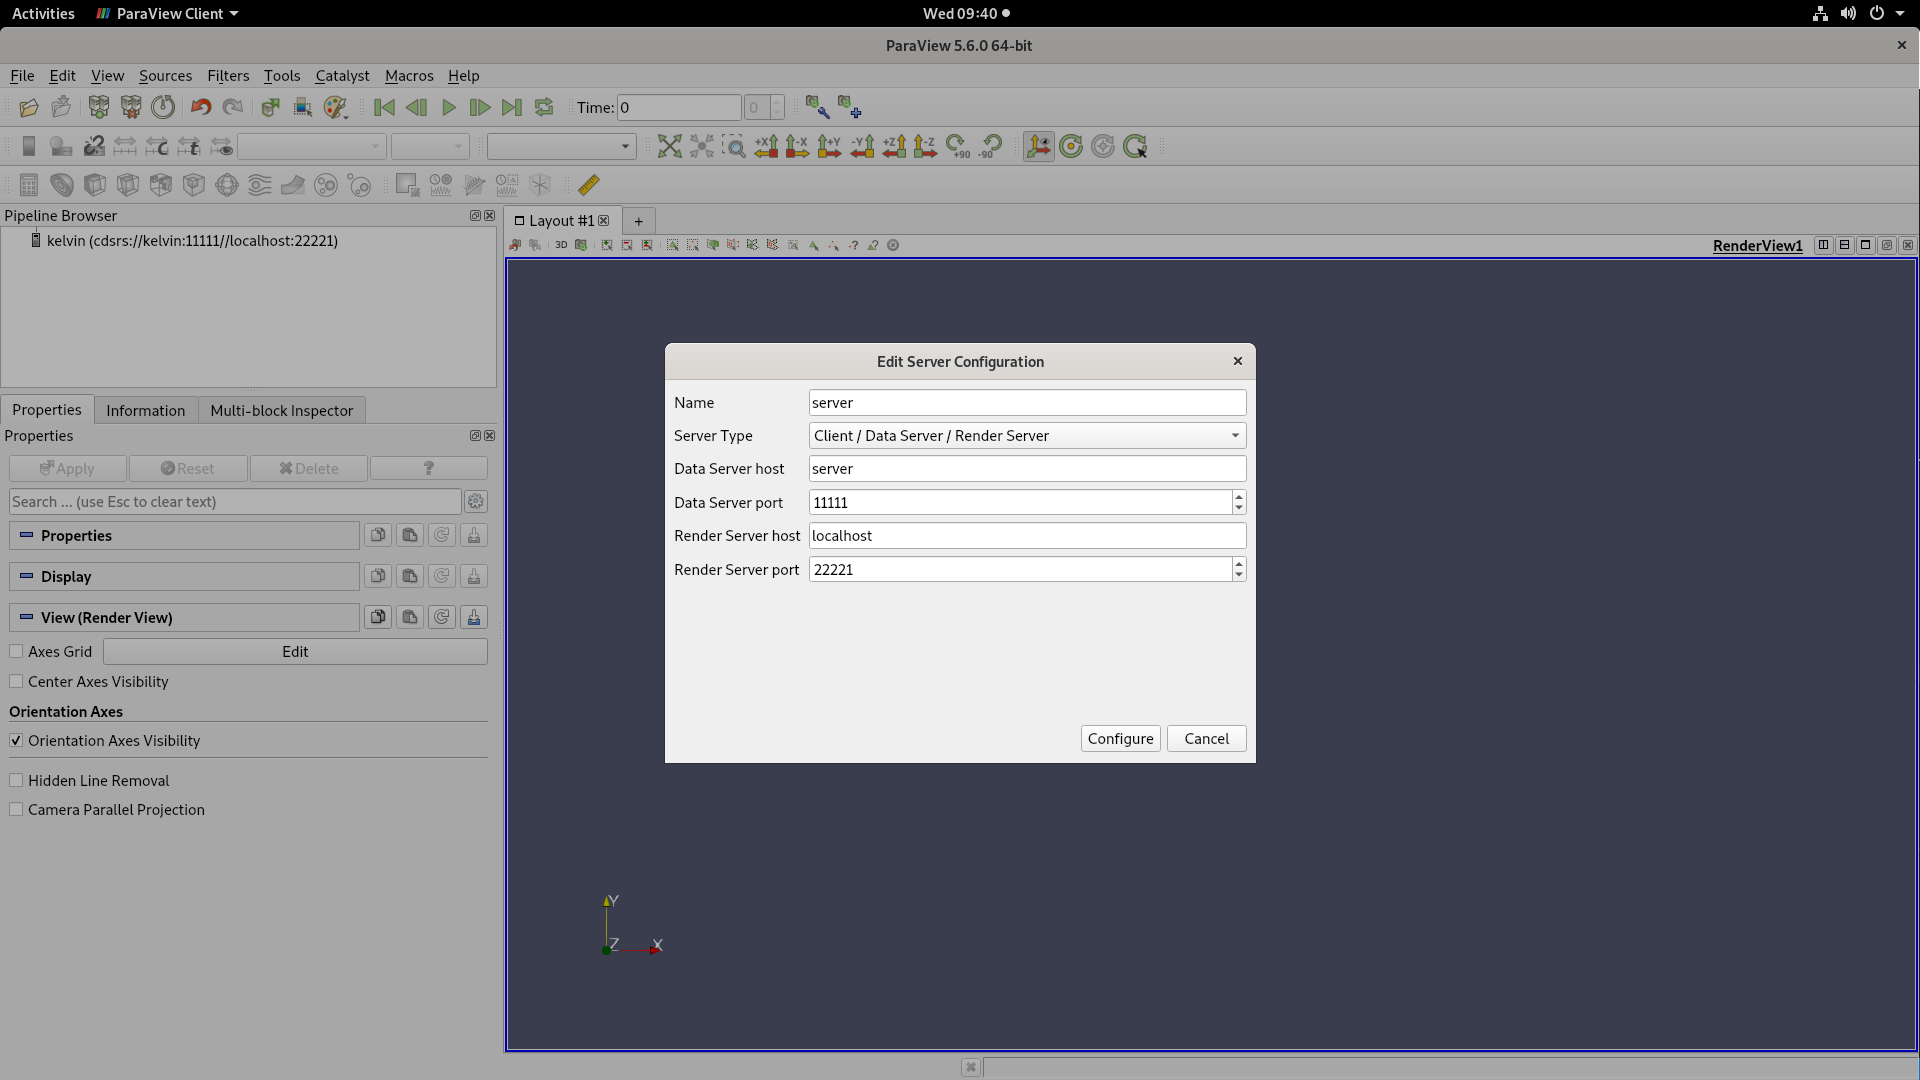 Activities ParaView Client Wed 09:40
ParaView 5.6.0 64-bit
File Edit View Sources Filters Tools Catalyst Macros Help
Time: 0 0
+X -X +Y -Y +Z -Z +90 -90
Pipeline Browser
kelvin (cdsrs://kelvin:11111//localhost:22221)
Layout #1 +
3D RenderView1
Properties Information Multi-block Inspector
Properties
Apply Reset Delete ?
Search ... (use Esc to clear text)
Properties
Display
View (Render View)
Axes Grid Edit
Center Axes Visibility
Orientation Axes
Orientation Axes Visibility
Hidden Line Removal
Camera Parallel Projection
Edit Server Configuration
Name server
Server Type Client / Data Server / Render Server
Data Server host server
Data Server port 11111
Render Server host localhost
Render Server port 22221
Configure Cancel
Y
Z X